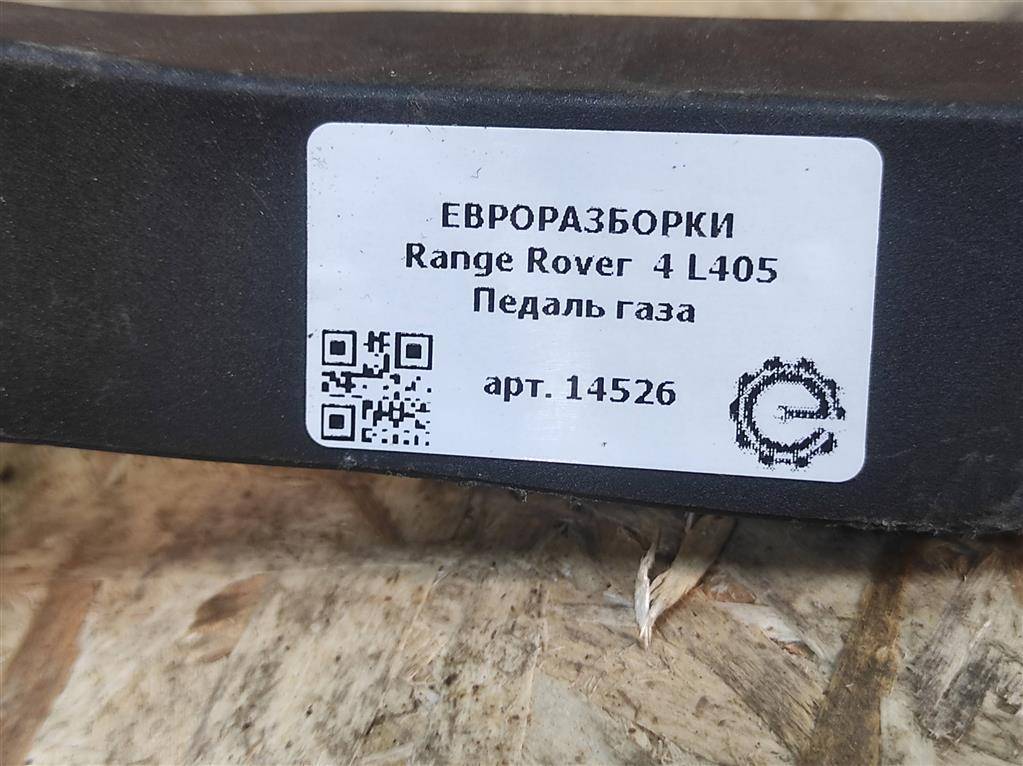 ЕВРОРАЗБОРКИ
Range Rover 4 L405
Педаль газа
арт. 14526